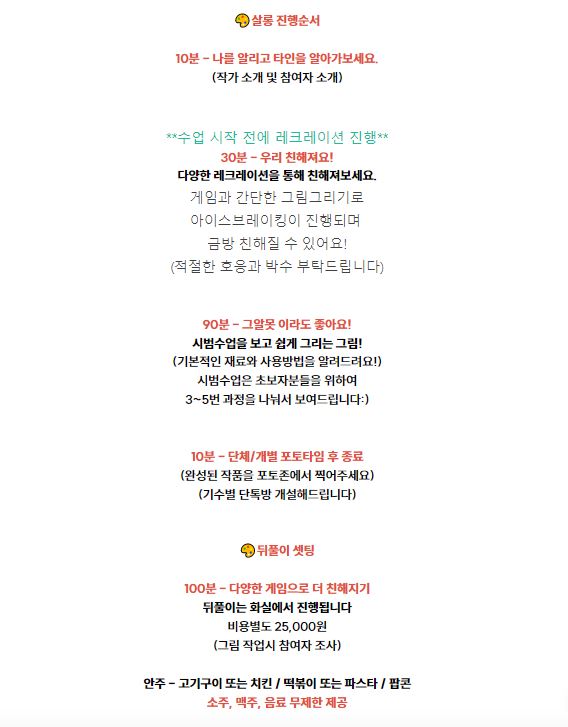 살롱 진행순서
10분 - 나를 알리고 타인을 알아가보세요.
(작가 소개 및 참여자 소개)
**수업 시작 전에 레크레이션 진행**
30분 - 우리 친해져요!
다양한 레크레이션을 통해 친해져보세요.
게임과 간단한 그림그리기로
아이스브레이킹이 진행되며
금방 친해질 수 있어요!
(적절한 호응과 박수 부탁드립니다)
90분 - 그알못 이라도 좋아요!
시범수업을 보고 쉽게 그리는 그림!
(기본적인 재료와 사용방법을 알려드려요!)
시범수업은 초보자분들을 위하여
3~5번 과정을 나눠서 보여드립니다:)
10분 - 단체/개별 포토타임 후 종료
(완성된 작품을 포토존에서 찍어주세요)
(기수별 단톡방 개설해드립니다)
뒤풀이 셋팅
100분 - 다양한 게임으로 더 친해지기
뒤풀이는 화실에서 진행됩니다
비용별도 25,000원
(그림 작업시 참여자 조사)
안주 - 고기구이 또는 치킨 / 떡볶이 또는 파스타 / 팝콘
소주, 맥주, 음료 무제한 제공